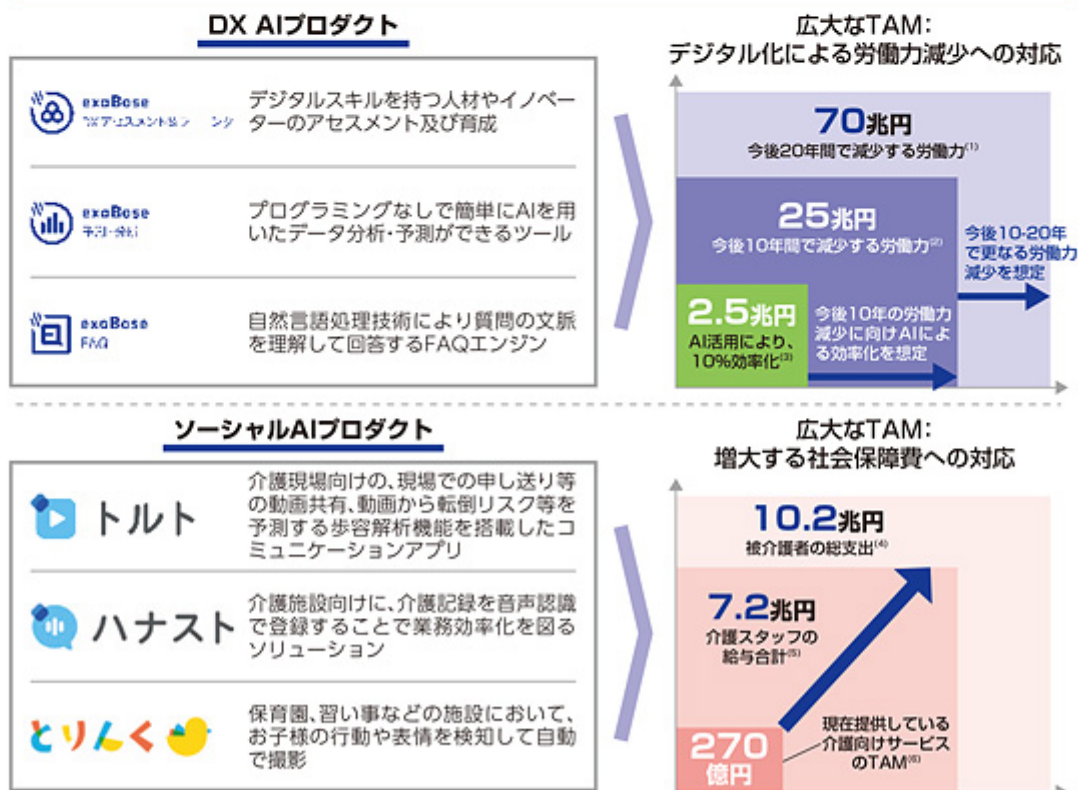 DX AIプロダクト
広大なTAM:
デジタル化による労働力減少への対応
exaBase
DXアセスメント&ラーニング
デジタルスキルを持つ人材やイノベー
ターのアセスメント及び育成
exaBase
予測・分析
プログラミングなしで簡単にAIを用
いたデータ分析・予測ができるツール
exaBase
FAQ
自然言語処理技術により質問の文脈
を理解して回答するFAQエンジン
70兆円
今後20年間で減少する労働力(1)
25兆円
今後10年間で減少する労働力(2)
今後10-20年
で更なる労働力
減少を想定
2.5兆円
AI活用により、
10%効率化(3)
今後10年の労働力
減少に向けAIによ
る効率化を想定
ソーシャルAIプロダクト
広大なTAM:
増大する社会保障費への対応
トルト
介護現場向けの、現場での申し送り等
の動画共有、動画から転倒リスク等を
予測する歩容解析機能を搭載したコ
ミュニケーションアプリ
ハナスト
介護施設向けに、介護記録を音声認識
で登録することで業務効率化を図る
ソリューション
とりんく
保育園、習い事などの施設において、
お子様の行動や表情を検知して自動
で撮影
10.2兆円
被介護者の総支出(4)
7.2兆円
介護スタッフの
給与合計(5)
270
億円
現在提供している
介護向けサービス
のTAM(6)